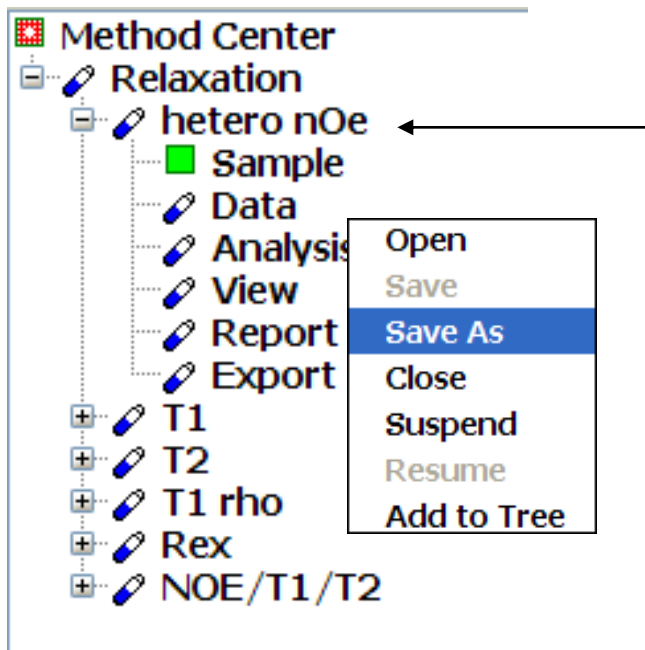 Method Center
Relaxation
hetero nOe
Sample
Data
Analysis
View
Report
Export
T1
T2
T1 rho
Rex
NOE/T1/T2
Open
Save
Save As
Close
Suspend
Resume
Add to Tree